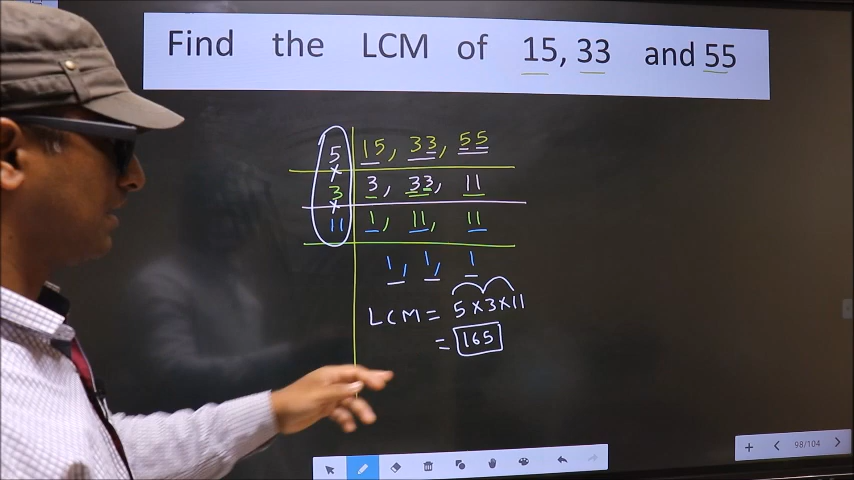 Find the LCM of 15, 33 and 55
5 15, 33, 55
×
3 3, 33, 11
×
11 1, 11, 11
1, 1, 1
LCM = 5×3×11
= 165
98/104